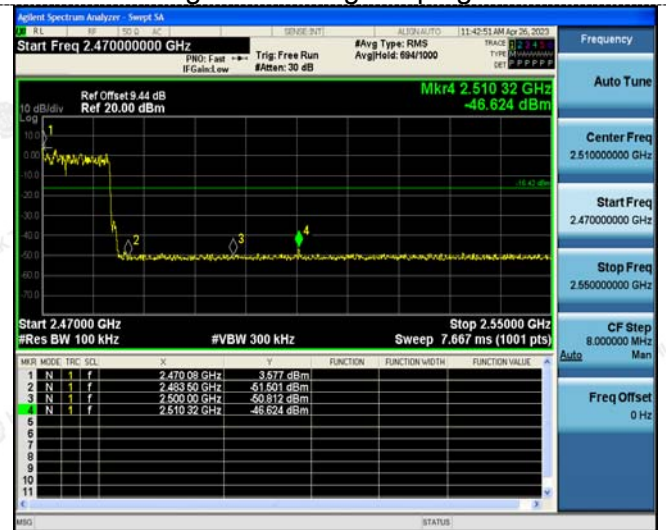 Agilent Spectrum Analyzer - Swept SA
RL RF 50 Ω AC SENSE:INT ALIGN AUTO 11:42:51 AM Apr 26, 2023
Start Freq 2.470000000 GHz
PNO: Fast
IFGain:Low
Trig: Free Run
#Atten: 30 dB
#Avg Type: RMS
Avg|Hold: 694/1000
TRACE 1 2 3 4 5 6
TYPE
DET P P P P P P
Frequency
Auto Tune
Center Freq
2.510000000 GHz
Start Freq
2.470000000 GHz
Stop Freq
2.550000000 GHz
CF Step
8.000000 MHz
Auto Man
Freq Offset
0 Hz
Mkr4 2.510 32 GHz
-46.624 dBm
Ref Offset 9.44 dB
10 dB/div Ref 20.00 dBm
Log
10.0
0.00
-10.0
-20.0
-30.0
-40.0
-50.0
-60.0
-70.0
1
2
3
4
Start 2.47000 GHz Stop 2.55000 GHz
#Res BW 100 kHz #VBW 300 kHz Sweep 7.667 ms (1001 pts)
MKR MODE TRC SCL X Y FUNCTION FUNCTION WIDTH FUNCTION VALUE
1 N 1 f 2.470 08 GHz 3.577 dBm
2 N 1 f 2.483 50 GHz -51.501 dBm
3 N 1 f 2.500 00 GHz -50.812 dBm
4 N 1 f 2.510 32 GHz -46.624 dBm
5
6
7
8
9
10
11
MSG STATUS